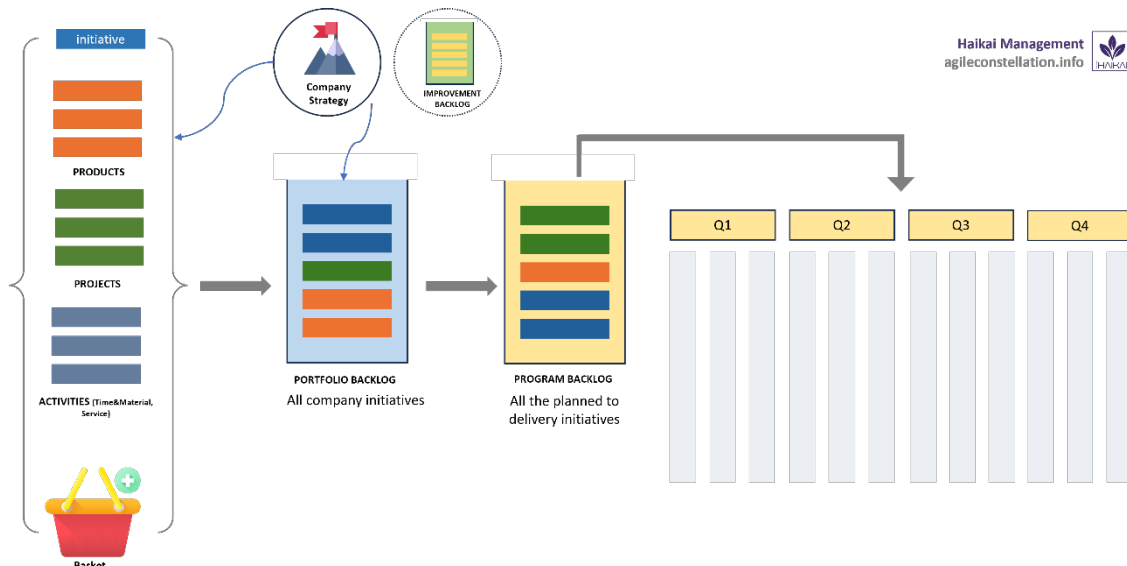 initiative
Company
Strategy
IMPROVEMENT
BACKLOG
Haikai Management
agileconstellation.info
HAIKAI
PRODUCTS
PROJECTS
ACTIVITIES (Time&Material,
Service)
Basket
PORTFOLIO BACKLOG
All company initiatives
PROGRAM BACKLOG
All the planned to
delivery initiatives
Q1
Q2
Q3
Q4